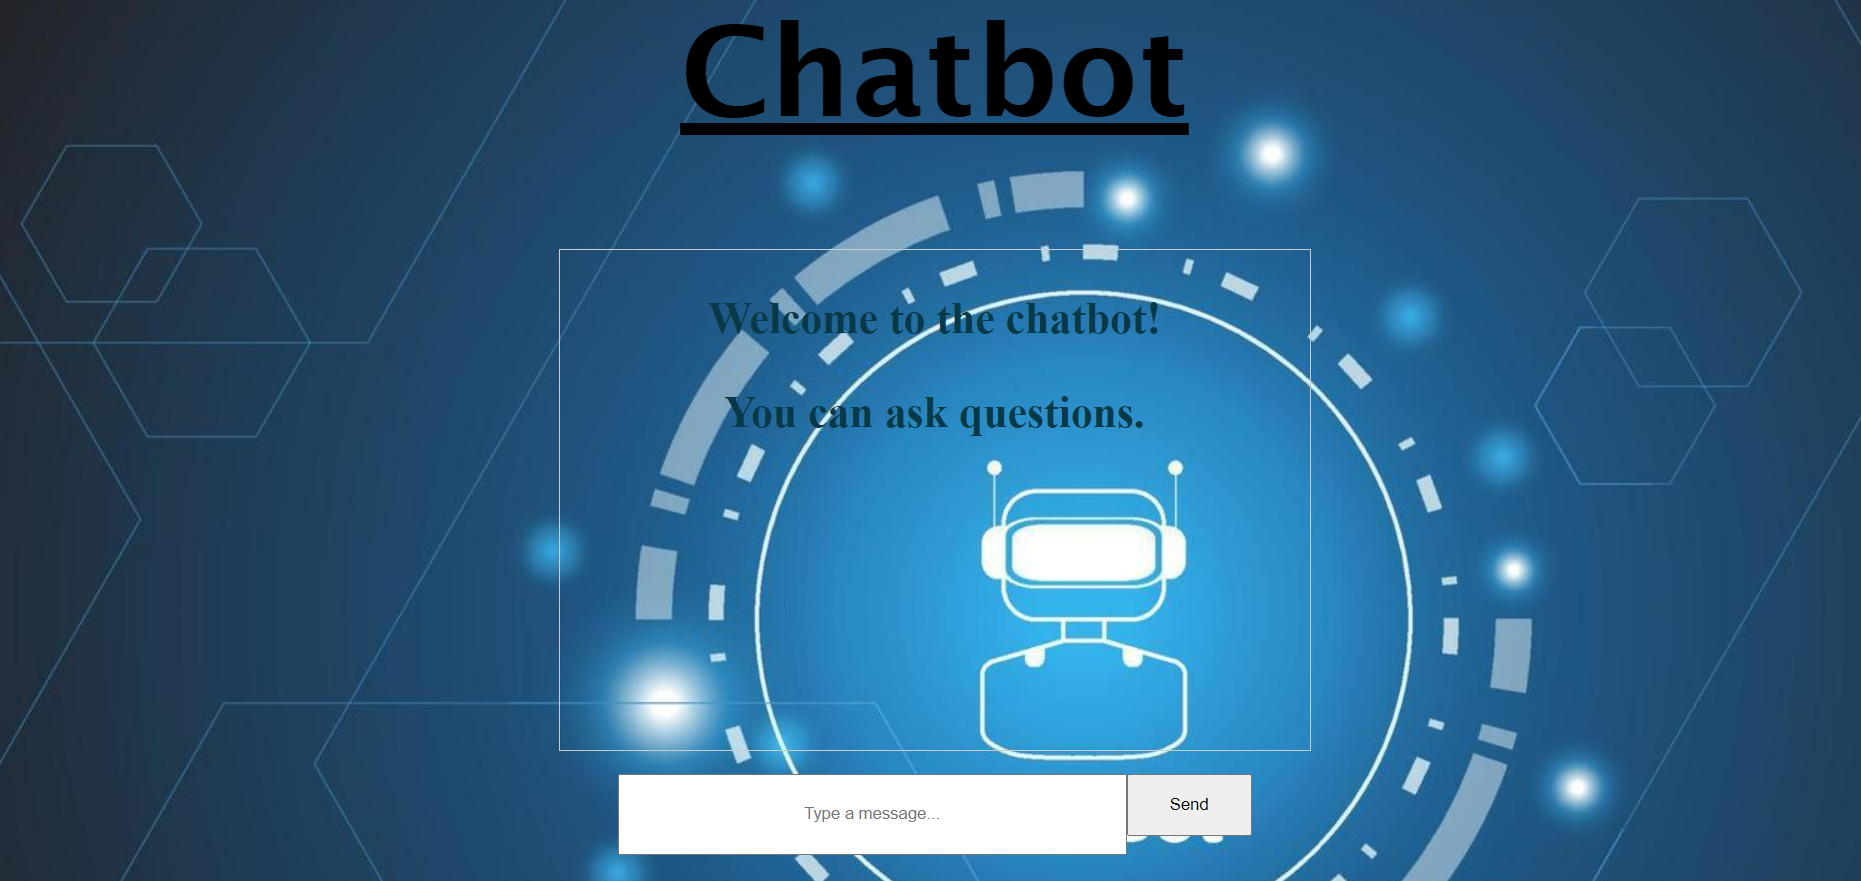 Chatbot
Welcome to the chatbot!
You can ask questions.
Type a message...
Send